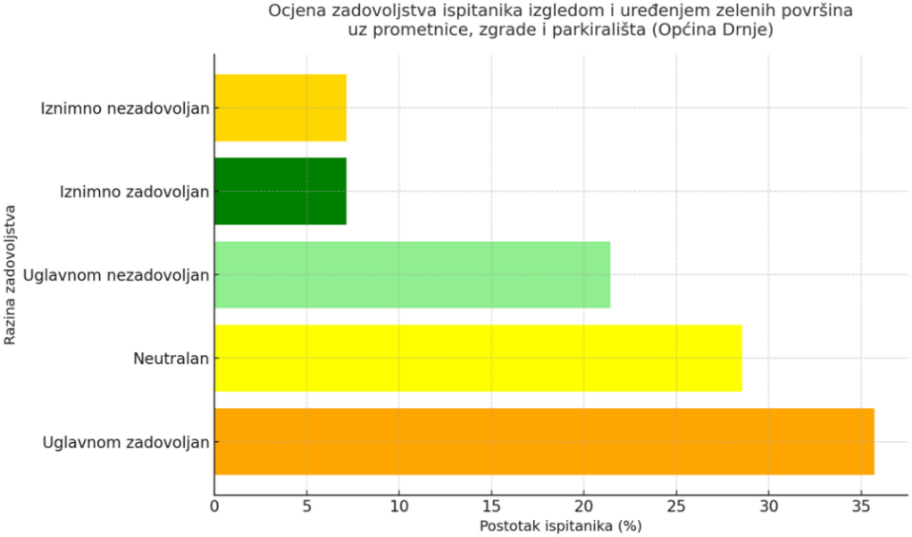 Ocjena zadovoljstva ispitanika izgledom i uređenjem zelenih površina
uz prometnice, zgrade i parkirališta (Općina Drnje)
Razina zadovoljstva
Iznimno nezadovoljan
Iznimno zadovoljan
Uglavnom nezadovoljan
Neutralan
Uglavnom zadovoljan
0 5 10 15 20 25 30 35
Postotak ispitanika (%)